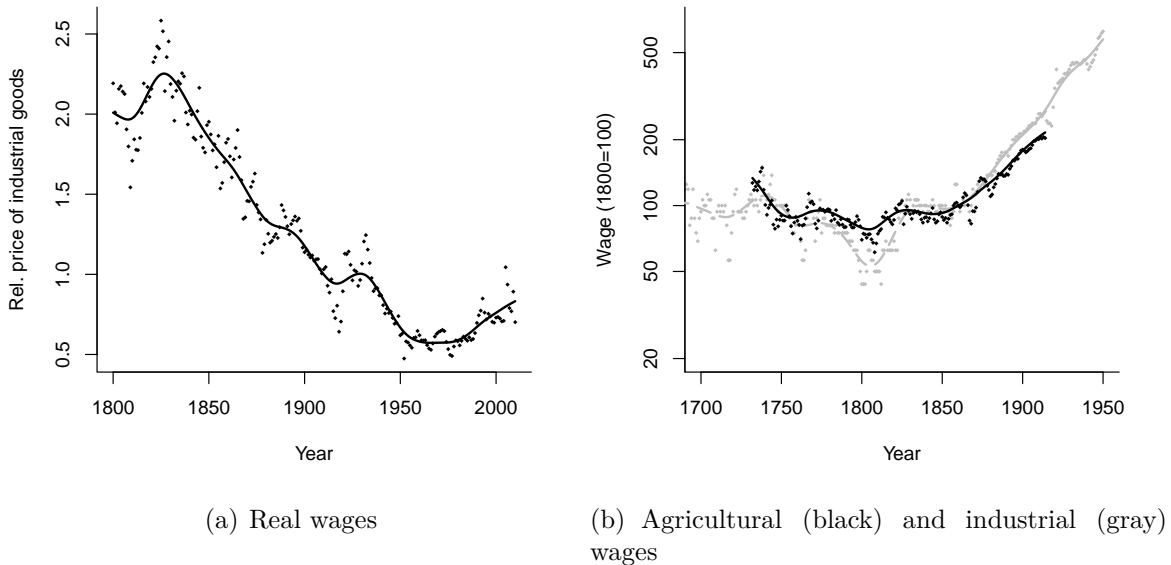 Rel. price of industrial goods
2.5
2.0
1.5
1.0
0.5
1800 1850 1900 1950 2000
Year
(a) Real wages
Wage (1800=100)
500
200
100
50
20
1700 1750 1800 1850 1900 1950
Year
(b) Agricultural (black) and industrial (gray)
wages